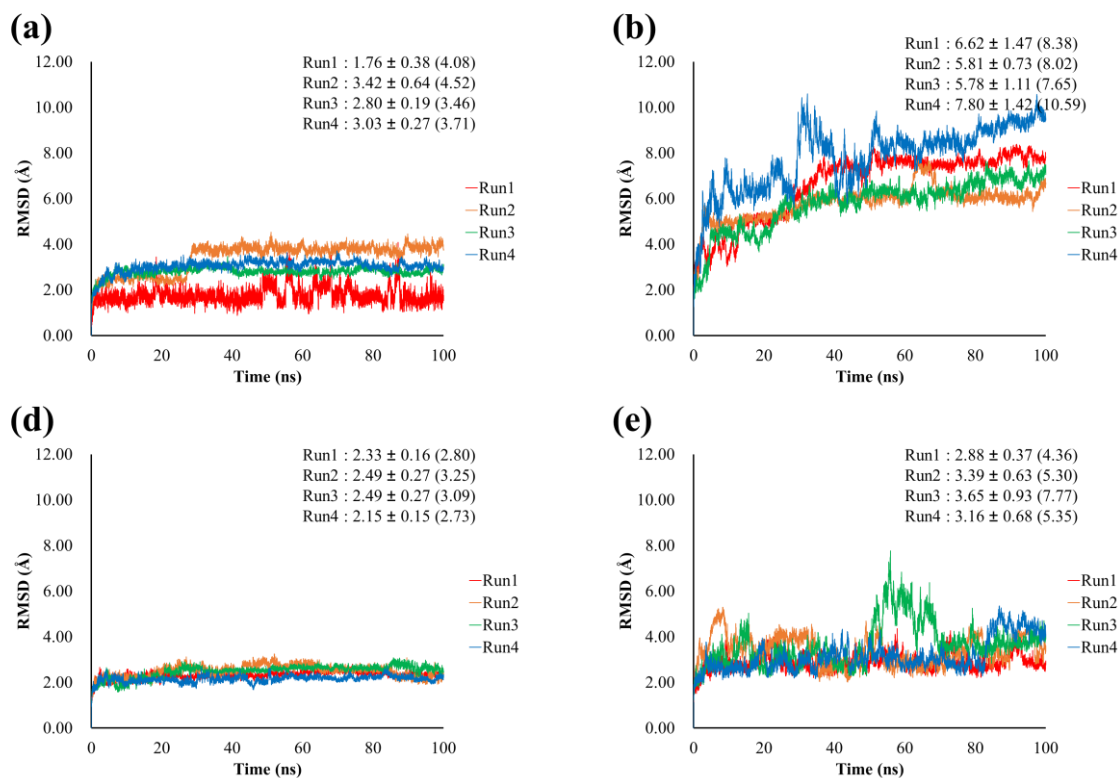 (a)
Run1 : 1.76 ± 0.38 (4.08)
Run2 : 3.42 ± 0.64 (4.52)
Run3 : 2.80 ± 0.19 (3.46)
Run4 : 3.03 ± 0.27 (3.71)
12.00
10.00
8.00
6.00
4.00
2.00
0.00
RMSD (Å)
Run1
Run2
Run3
Run4
0 20 40 60 80 100
Time (ns)
(b)
Run1 : 6.62 ± 1.47 (8.38)
Run2 : 5.81 ± 0.73 (8.02)
Run3 : 5.78 ± 1.11 (7.65)
Run4 : 7.80 ± 1.42 (10.59)
12.00
10.00
8.00
6.00
4.00
2.00
0.00
RMSD (Å)
Run1
Run2
Run3
Run4
0 20 40 60 80 100
Time (ns)
(d)
Run1 : 2.33 ± 0.16 (2.80)
Run2 : 2.49 ± 0.27 (3.25)
Run3 : 2.49 ± 0.27 (3.09)
Run4 : 2.15 ± 0.15 (2.73)
12.00
10.00
8.00
6.00
4.00
2.00
0.00
RMSD (Å)
Run1
Run2
Run3
Run4
0 20 40 60 80 100
Time (ns)
(e)
Run1 : 2.88 ± 0.37 (4.36)
Run2 : 3.39 ± 0.63 (5.30)
Run3 : 3.65 ± 0.93 (7.77)
Run4 : 3.16 ± 0.68 (5.35)
12.00
10.00
8.00
6.00
4.00
2.00
0.00
RMSD (Å)
Run1
Run2
Run3
Run4
0 20 40 60 80 100
Time (ns)